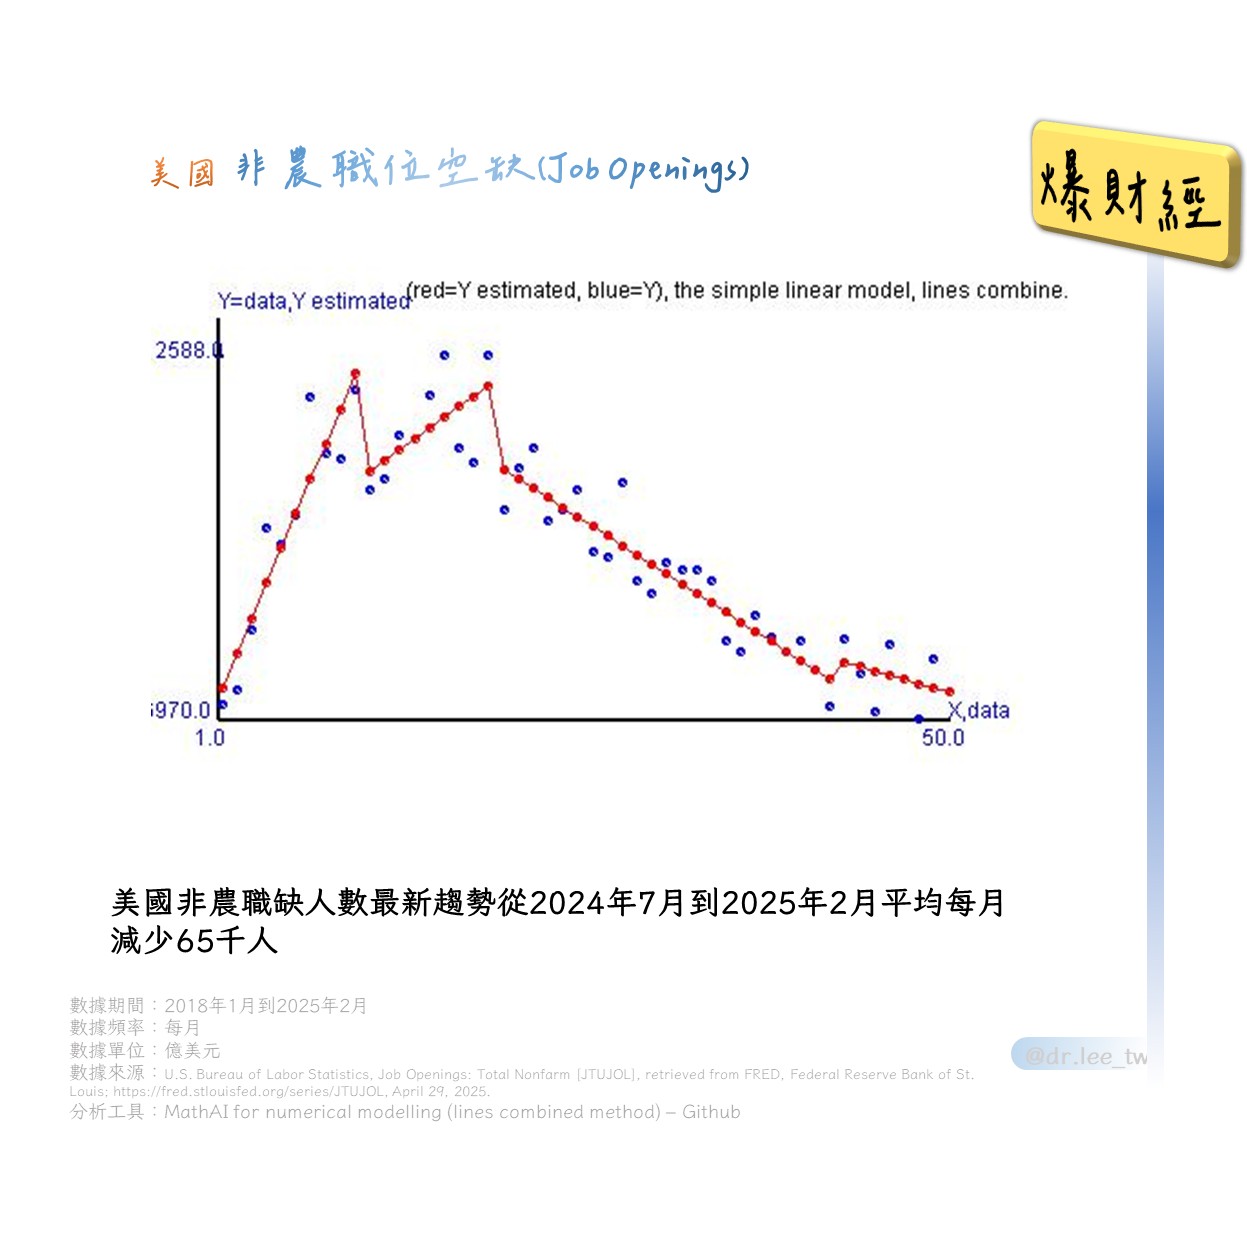 美國 非農職位空缺(Job Openings)
爆財經
Y=data,Y estimated
(red=Y estimated, blue=Y), the simple linear model, lines combine.
2588.0
970.0
X,data
1.0
50.0
美國非農職缺人數最新趨勢從2024年7月到2025年2月平均每月
減少65千人
數據期間：2018年1月到2025年2月
數據頻率：每月
數據單位：億美元
數據來源：U.S. Bureau of Labor Statistics, Job Openings: Total Nonfarm [JTUJOL], retrieved from FRED, Federal Reserve Bank of St.
Louis; https://fred.stlouisfed.org/series/JTUJOL, April 29, 2025.
分析工具：MathAI for numerical modelling (lines combined method) – Github
@dr.lee_tw